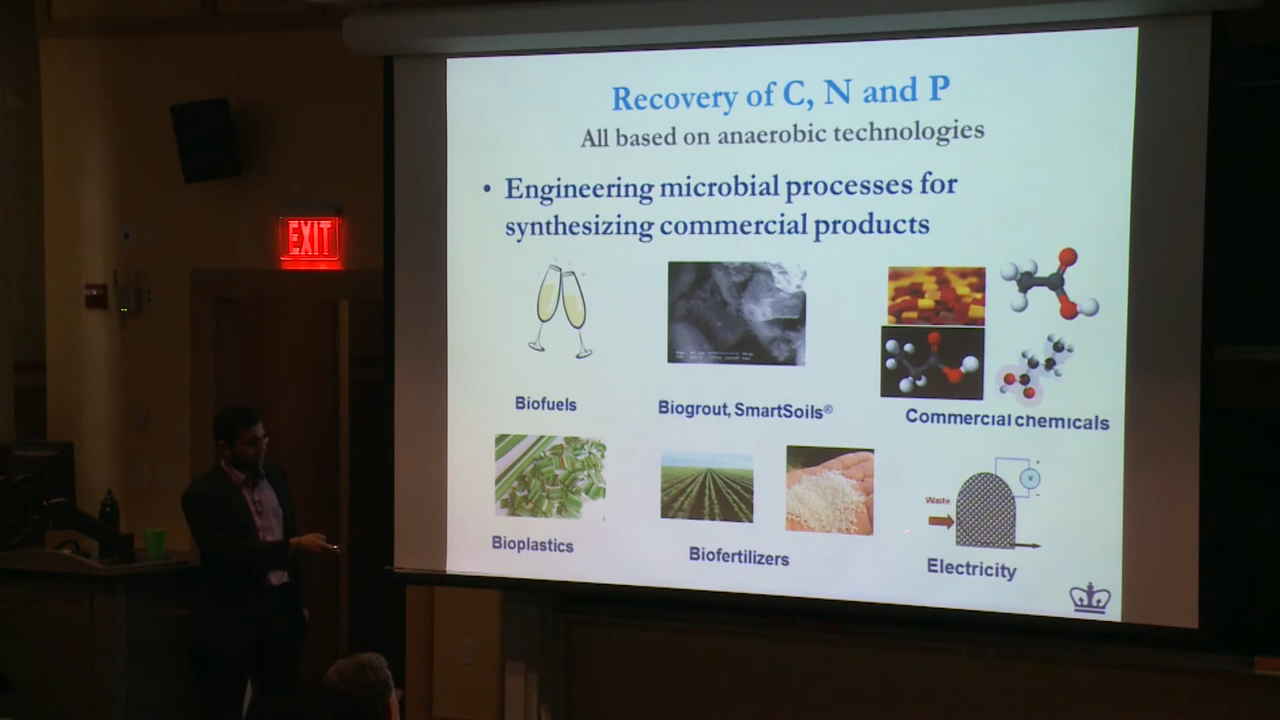 Recovery of C, N and P
All based on anaerobic technologies
EXIT
• Engineering microbial processes for
synthesizing commercial products
Biofuels
Biogrout, SmartSoils®
Commercial chemicals
V
+
-
Waste
Bioplastics
Biofertilizers
Electricity